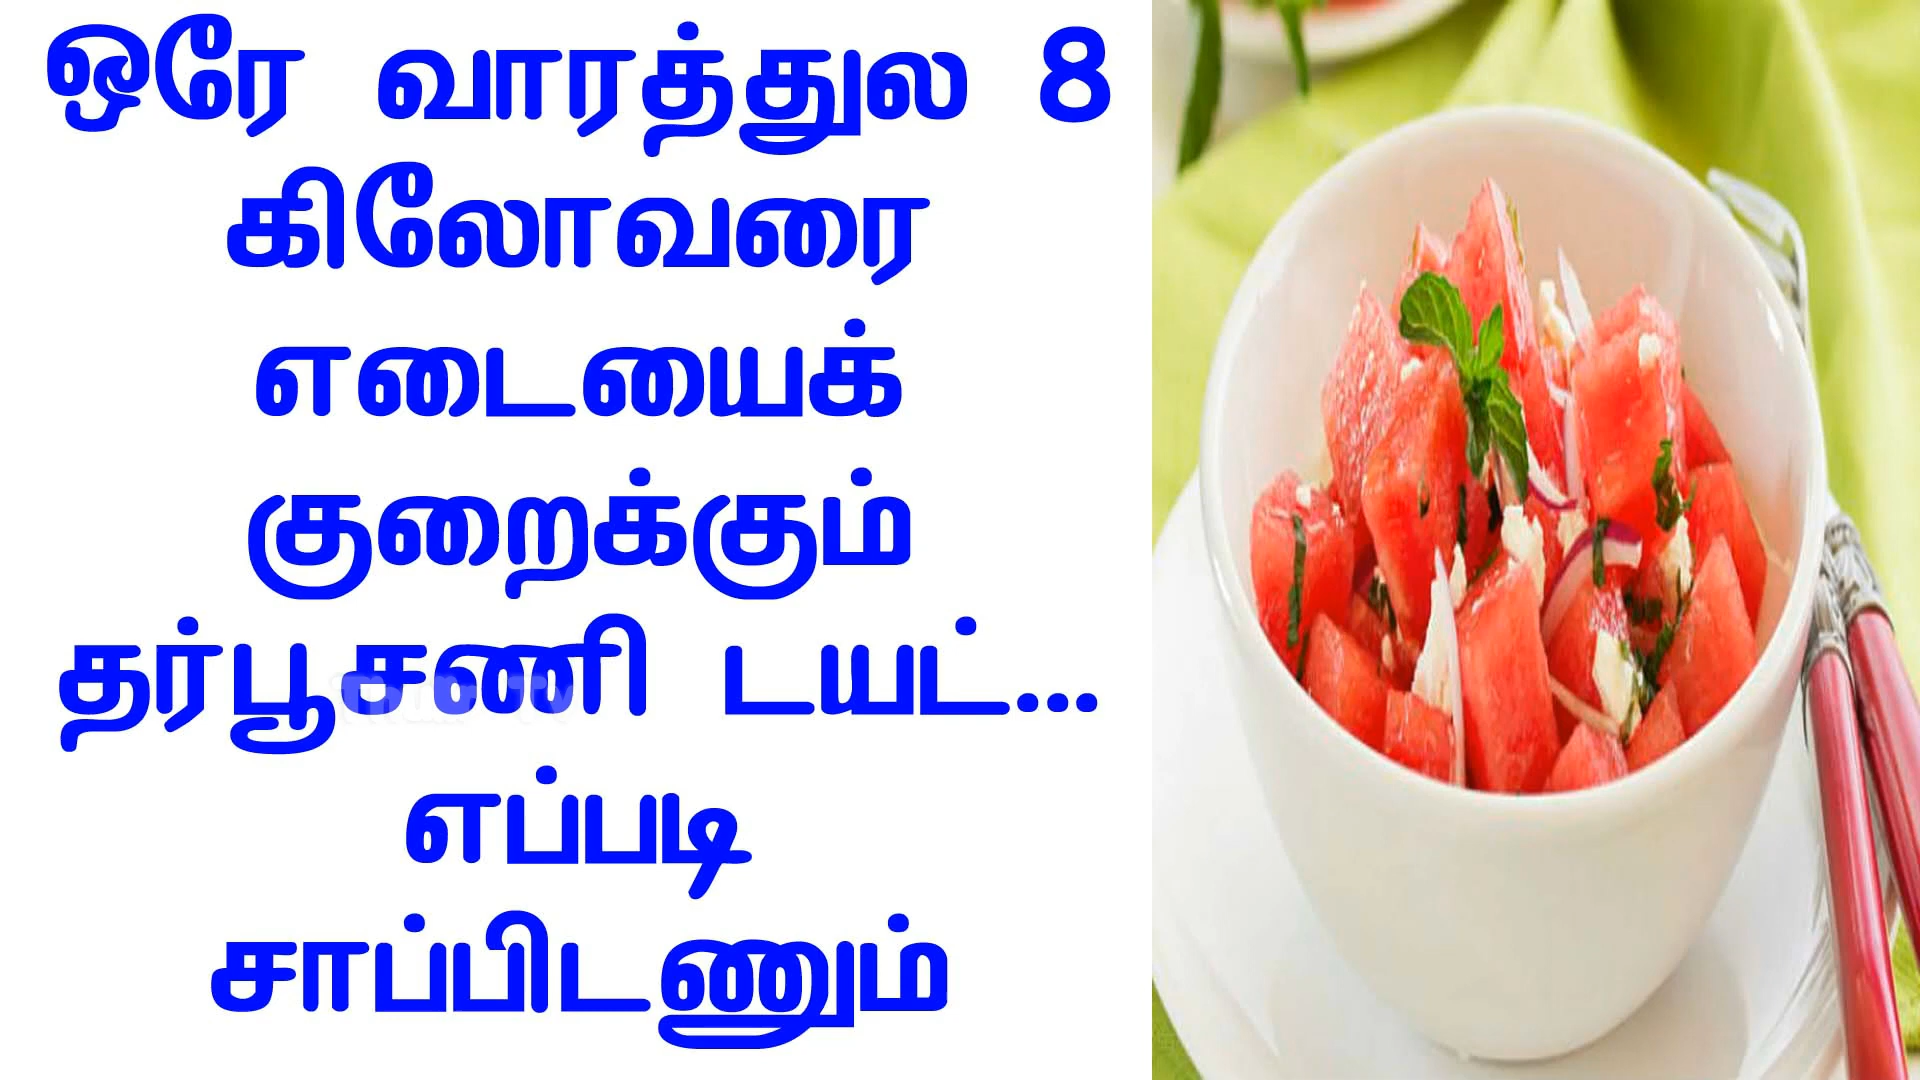 ஒரே வாரத்துல 8
கிலோவரை
எடையைக்
குறைக்கும்
தர்பூசணி டயட்...
எப்படி
சாப்பிடணும்